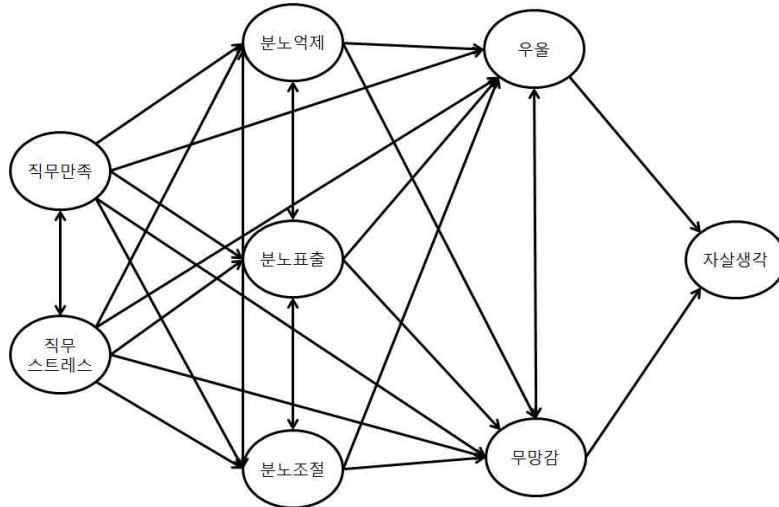 분노억제
우울
직무만족
분노표출
자살생각
직무
스트레스
분노조절
무망감